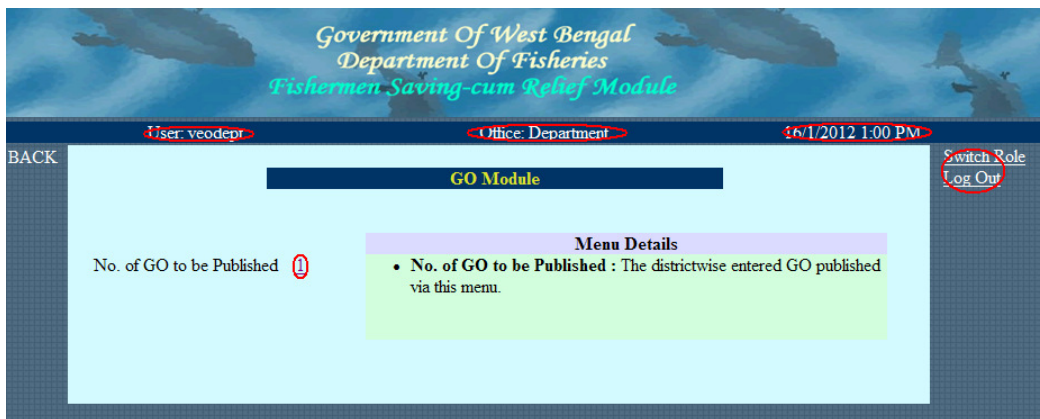 Government Of West Bengal
Department Of Fisheries
Fishermen Saving-cum Relief Module
User: veodepr Office: Department 16/1/2012 1:00 PM
BACK
Switch Role
Log Out
GO Module
Menu Details
No. of GO to be Published 1
• No. of GO to be Published : The districtwise entered GO published
via this menu.